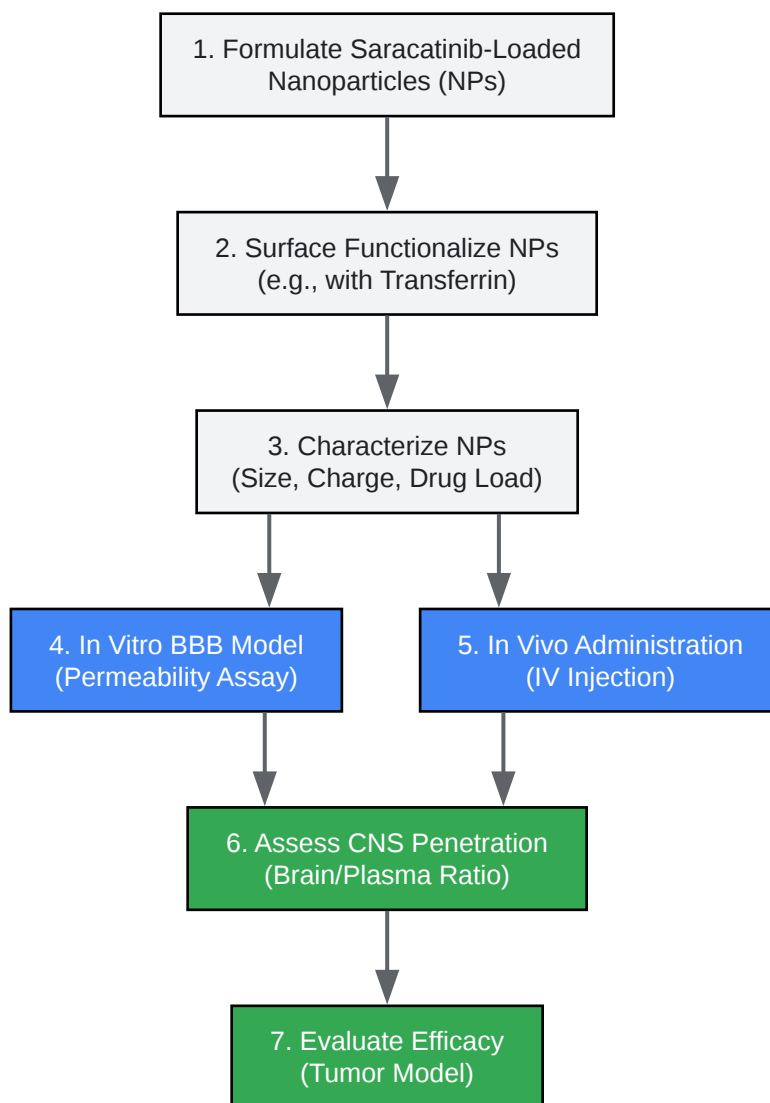 1. Formulate Saracatinib-Loaded
Nanoparticles (NPs)
2. Surface Functionalize NPs
(e.g., with Transferrin)
3. Characterize NPs
(Size, Charge, Drug Load)
4. In Vitro BBB Model
(Permeability Assay)
5. In Vivo Administration
(IV Injection)
6. Assess CNS Penetration
(Brain/Plasma Ratio)
7. Evaluate Efficacy
(Tumor Model)